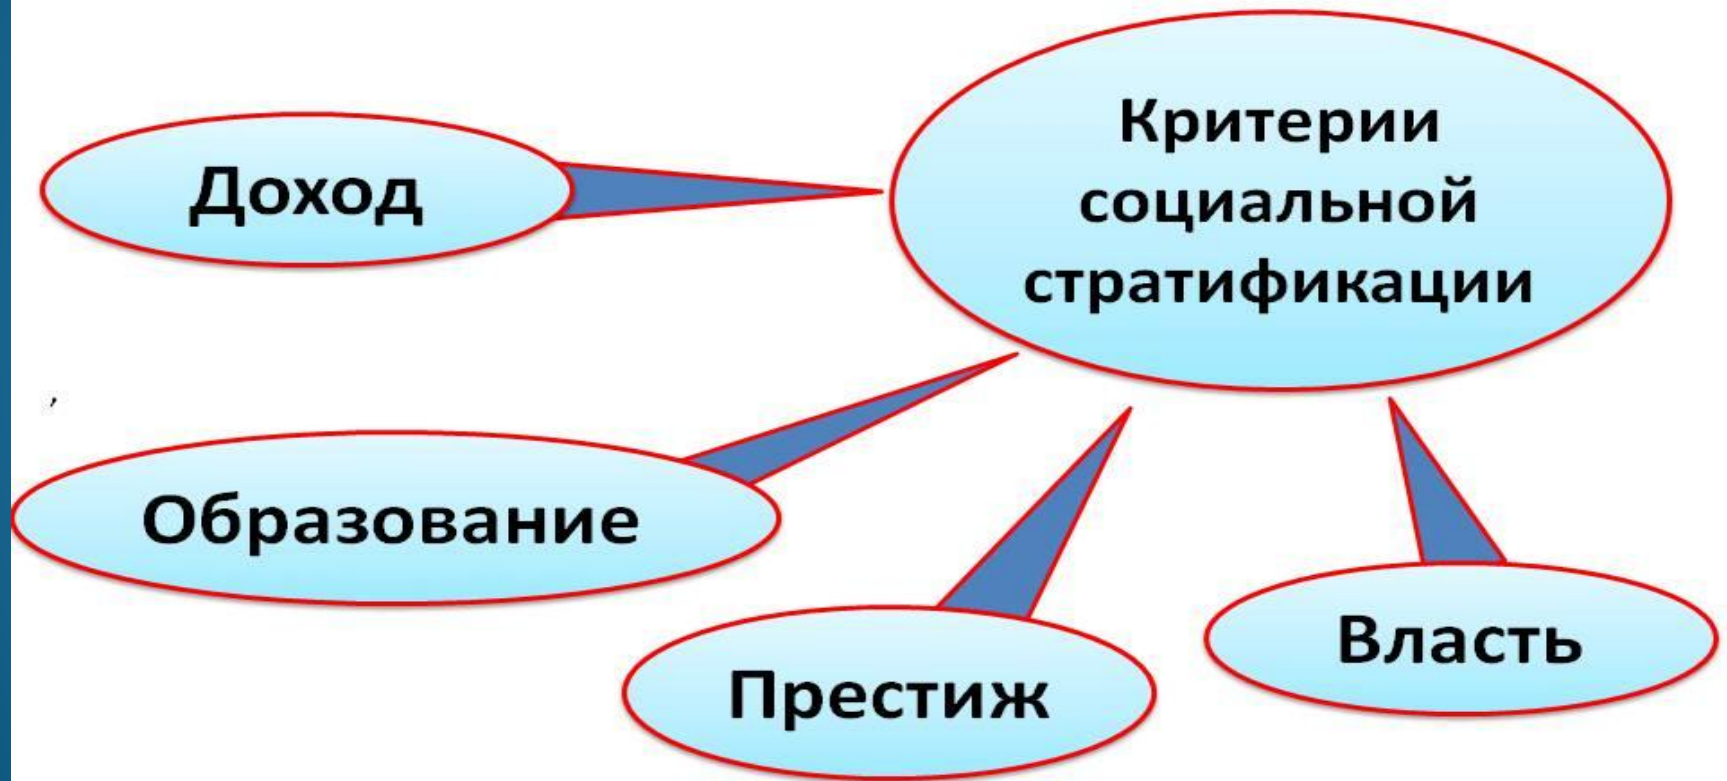 Критерии
социальной
стратификации
Доход
,
Образование
Престиж
Власть